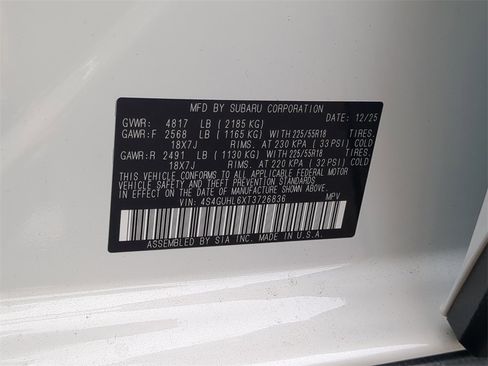 MFD. BY SUBARU CORPORATION
GVWR: 4817 LB (2185 KG) DATE: 12/25
GAWR:F 2568 LB (1165 KG) WITH 225/55R18 TIRES.
18X7J RIMS. AT 230 KPA (33 PSI) COLD
GAWR:R 2491 LB (1130 KG) WITH 225/55R18 TIRES.
18X7J RIMS. AT 220 KPA (32 PSI) COLD
THIS VEHICLE CONFORMS TO ALL APPLICABLE FEDERAL MOTOR
VEHICLE SAFETY AND THEFT PREVENTION STANDARDS IN EFFECT
ON THE DATE OF MANUFACTURE SHOWN ABOVE.
VIN: 4S4GUHL6XT3726836 MPV
ASSEMBLED BY SIA INC. MADE IN U.S.A.